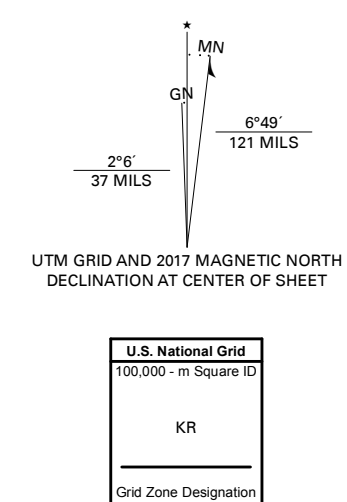 ★
MN
GN
6°49´
121 MILS
2°6´
37 MILS
UTM GRID AND 2017 MAGNETIC NORTH
DECLINATION AT CENTER OF SHEET
U.S. National Grid
100,000 - m Square ID
KR
Grid Zone Designation